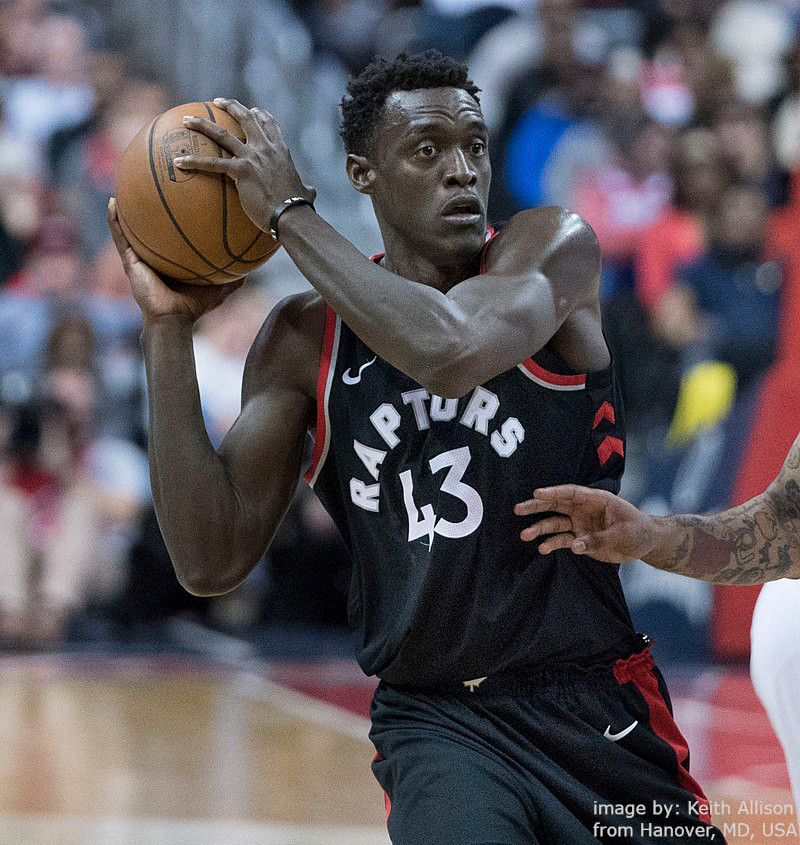 RAPTORS
43
image by: Keith Allison
from Hanover, MD, USA